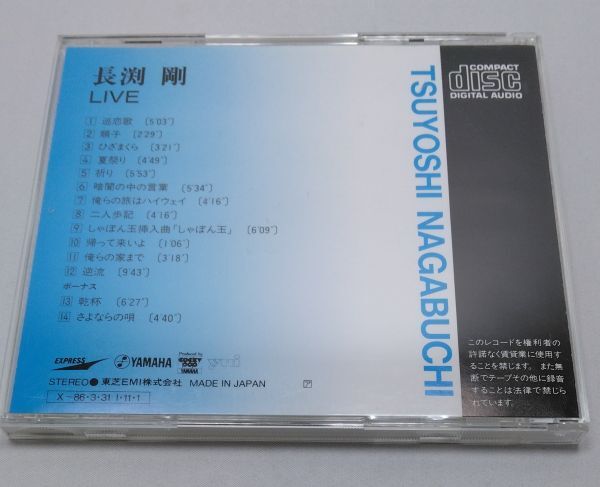 長渕 剛
LIVE
1 巡恋歌 〔5'03"〕
2 順子 〔2'29"〕
3 ひざまくら 〔3'21"〕
4 夏祭り 〔4'49"〕
5 祈り 〔5'53"〕
6 暗闇の中の言葉 〔5'34"〕
7 俺らの旅はハイウェイ 〔4'16"〕
8 二人歩記 〔4'16"〕
9 しゃぼん玉挿入曲「しゃぼん玉」 〔6'09"〕
10 帰って来いよ 〔1'06"〕
11 俺らの家まで 〔3'18"〕
12 逆流 〔9'43"〕
ボーナス
13 乾杯 〔6'27"〕
14 さよならの唄 〔4'40"〕
EXPRESS YAMAHA Produced by COCKY POP YAMAHA yui
STEREO● 東芝EMI株式会社 MADE IN JAPAN ㋐
X-86・3・31 I・11・1
TSUYOSHI NAGABUCHI
COMPACT
disc
DIGITAL AUDIO
このレコードを権利者の
許諾なく賃貸業に使用す
ることを禁じます。また無
断でテープその他に録音
することは法律で禁じら
れています。